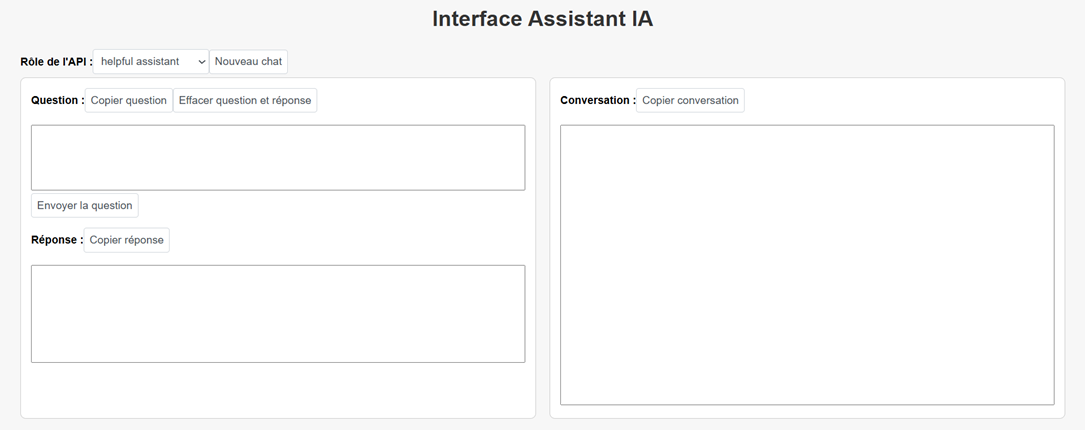 Interface Assistant IA
Rôle de l'API : helpful assistant Nouveau chat
Question : Copier question Effacer question et réponse
Envoyer la question
Réponse : Copier réponse
Conversation : Copier conversation